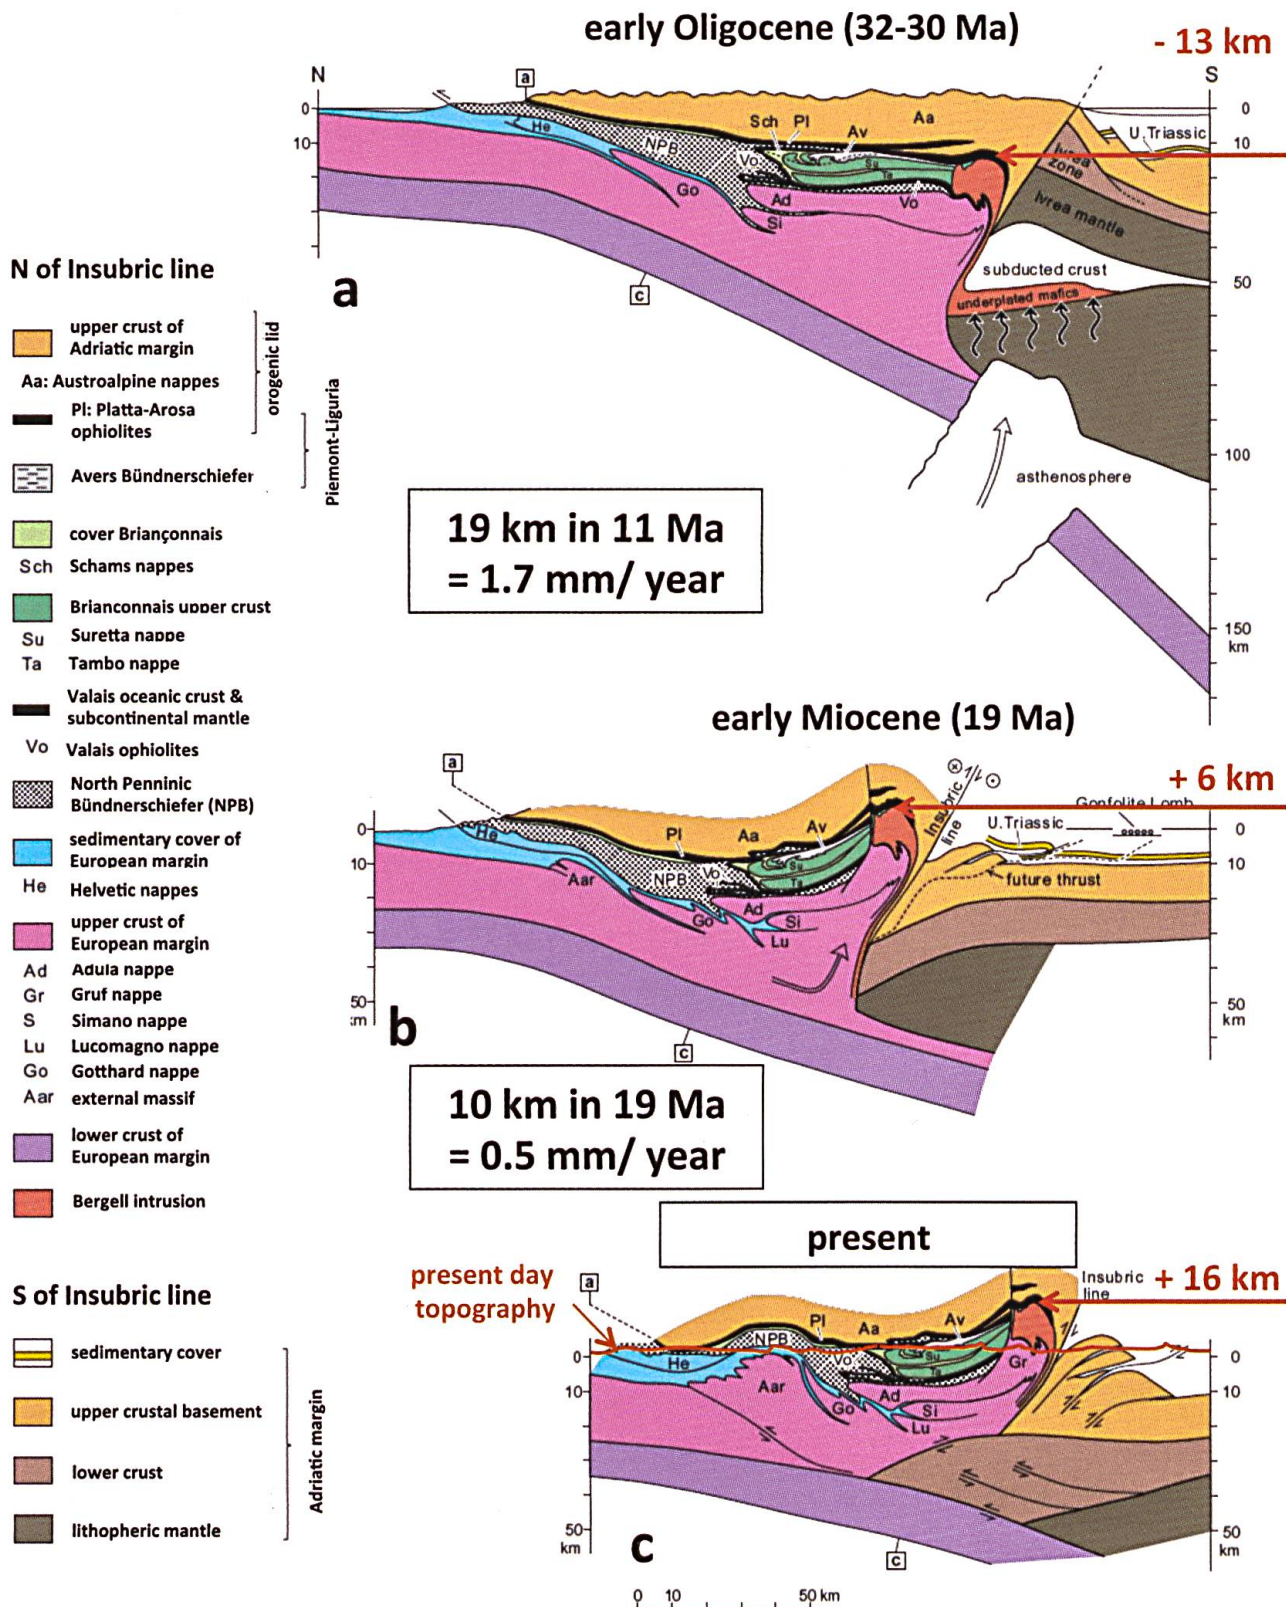 early Oligocene (32-30 Ma)
- 13 km
N
S
a
0
10
0
10
50
100
150
km
He
NPB
Sch
Pl
Av
Aa
Vo
Su
Ta
Go
Ad
Si
Vo
U.Triassic
Ivrea
zone
Ivrea mantle
subducted crust
underplated mafics
asthenosphere
c
a
19 km in 11 Ma
= 1.7 mm/ year
N of Insubric line
upper crust of
Adriatic margin
Aa: Austroalpine nappes
Pl: Platta-Arosa
ophiolites
orogenic lid
Avers Bündnerschiefer
Piemont-Liguria
cover Briançonnais
Sch Schams nappes
Brianconnais upper crust
Su Suretta nappe
Ta Tambo nappe
Valais oceanic crust &
subcontinental mantle
Vo Valais ophiolites
North Penninic
Bündnerschiefer (NPB)
sedimentary cover of
European margin
He Helvetic nappes
upper crust of
European margin
Ad Adula nappe
Gr Gruf nappe
S Simano nappe
Lu Lucomagno nappe
Go Gotthard nappe
Aar external massif
lower crust of
European margin
Bergell intrusion
S of Insubric line
sedimentary cover
upper crustal basement
lower crust
lithopheric mantle
Adriatic margin
early Miocene (19 Ma)
+ 6 km
a
0
10
50
0
10
50
km
He
Pl
Aa
Av
Aar
NPB
Vo
Su
Ta
Go
Ad
Si
Lu
Insubric
line
U.Triassic
Gonfolite Lomb.
future thrust
c
b
10 km in 19 Ma
= 0.5 mm/ year
present
present day
topography
+ 16 km
Insubric
line
a
0
10
50
km
0
10
50
km
He
NPB
Pl
Aa
Av
Vo
Su
Gr
Aar
Go
Ad
Si
Lu
c
c
0 10 50 km